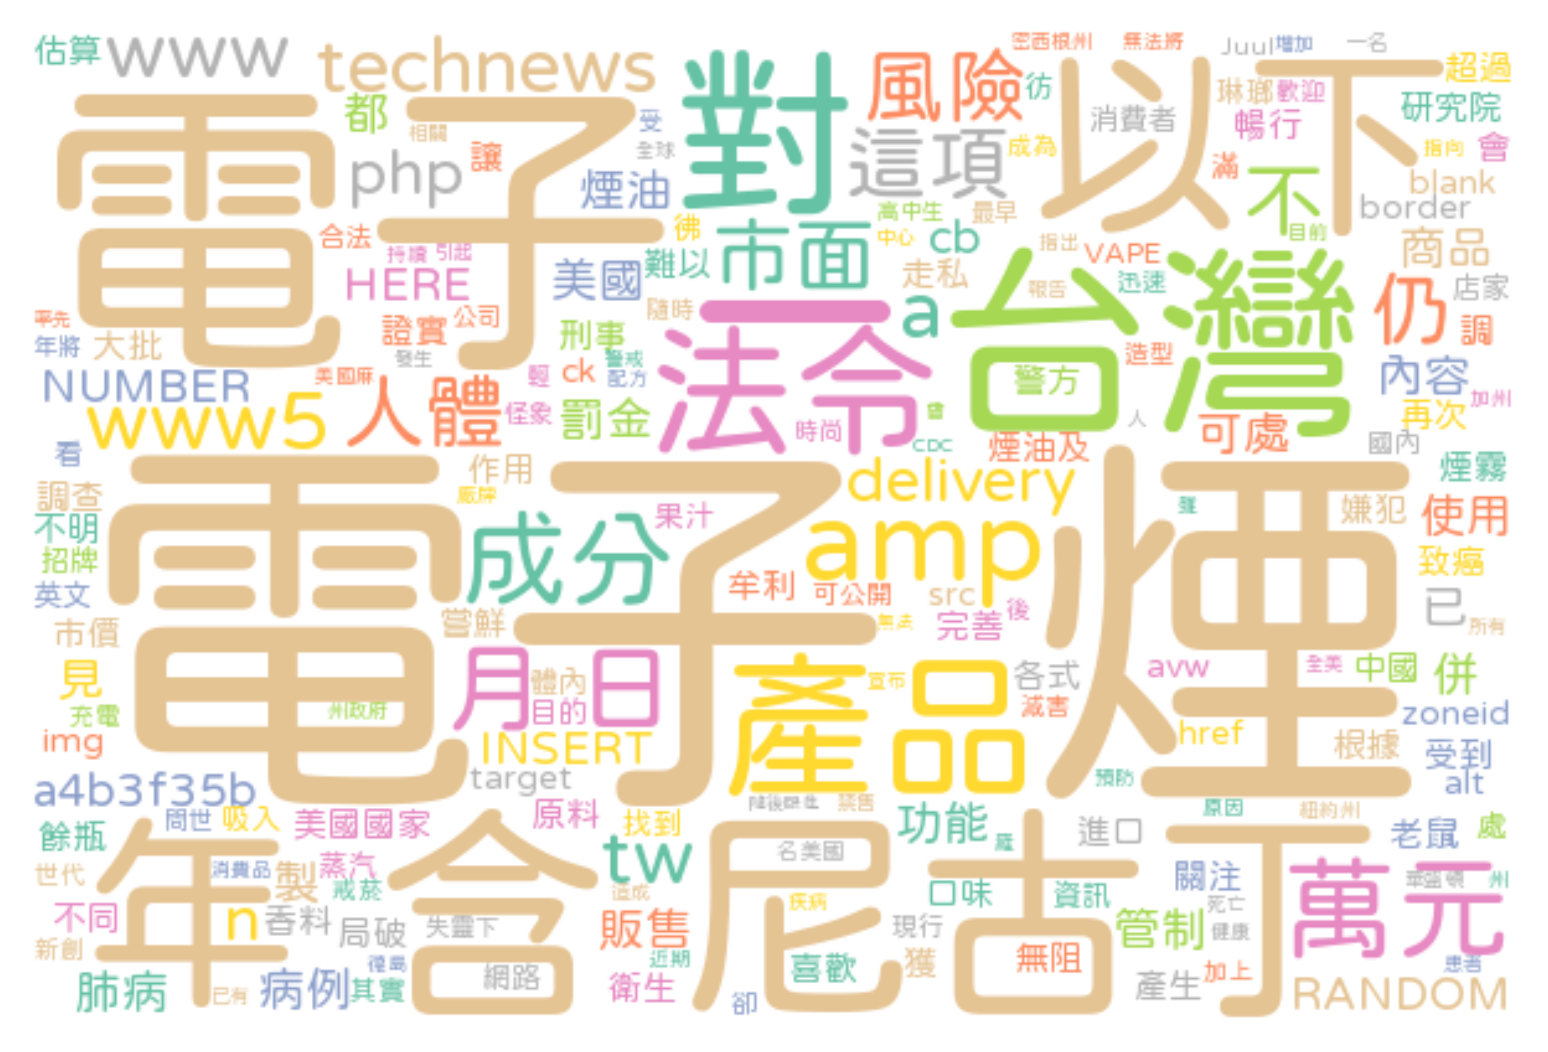 估算 www technews 對 風險 密西根州 無法將 Juul 增加 一名 超過
電子 都 相關 受 彷 消費者 以下 琳瑯 歡迎 研究院
php 讓 全球 這項 成為 暢行 指向 會
煙油 滿 不 blank
合法 彿 高中生 最早 border
持續 引起 市面 中心 cb 指出 VAPE 目前 商品
HERE 美國 難以 走私 報告 迅速 店家
率先 證實 公司 隨時 a 台灣 仍 調
年將 大批 發生 刑事 警戒 法令 造型
NUMBER 美國麻 輕 ck 配方 警方 內容 加州
www5 人體 怪象 罰金 時尚 曾 人 再次
看 CDC 煙油及 可處 國內
調查 作用 廠牌 delivery 煙霧
不明 電子煙 成分 果汁 amp 嫌犯 使用
招牌 致癌
英文 牟利 可公開 src 已
市價 嘗鮮 無法 完善 後 所有
見 月日 體內 產品 宣布 各式 avw 全美 中國 併
充電 州政府 目的 減害 zoneid
img INSERT href 根據 受到
a4b3f35b target 預防 alt
問世 吸入 美國國家 原料 找到 禁售 功能 原因 紐約州
餘瓶 年 含 tw 尼古丁 名美國 進口 老鼠 處
世代 消費品 製 蒸汽 戒菸 造成 口味 資訊 關注 萬元 華盛頓 州
不同 n 香料 局破 失靈下 販售 疾病 現行 管制 死亡
新創 近期 無阻 健康
肺病 已有 病例 其實 網路 衛生 喜歡 獲 產生 加上 患者
卻 RANDOM